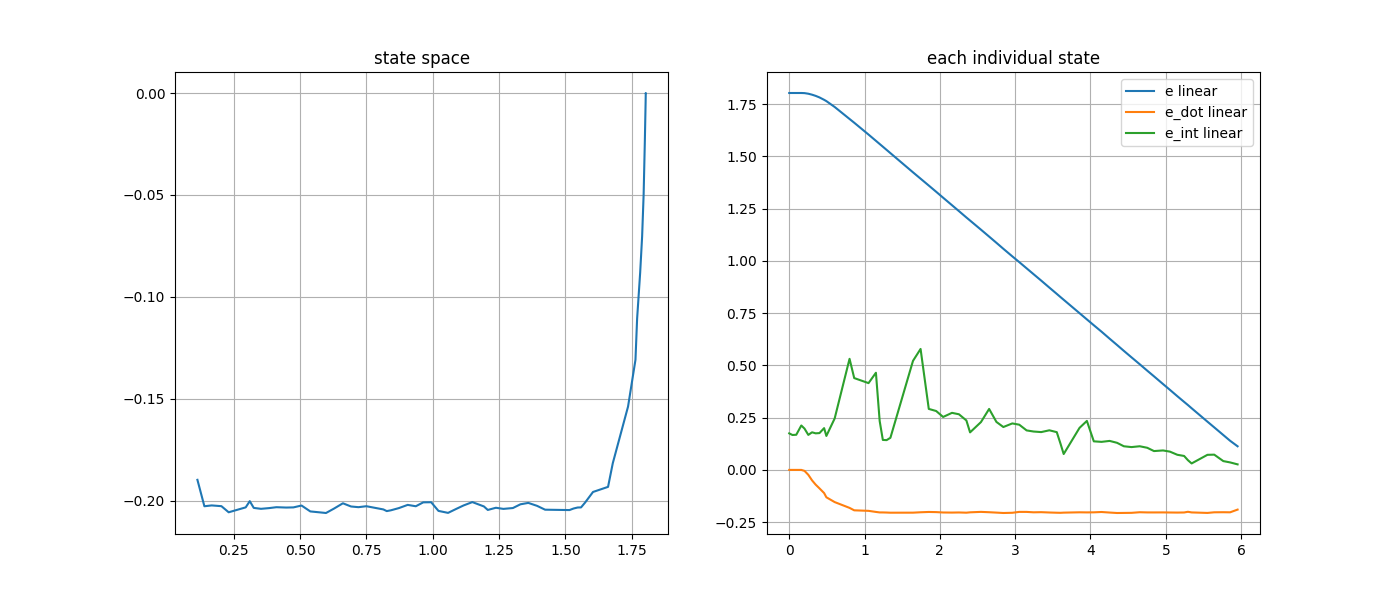 state space
0.00
−0.05
−0.10
−0.15
−0.20
0.25 0.50 0.75 1.00 1.25 1.50 1.75
each individual state
e linear
e_dot linear
e_int linear
1.75
1.50
1.25
1.00
0.75
0.50
0.25
0.00
−0.25
0 1 2 3 4 5 6